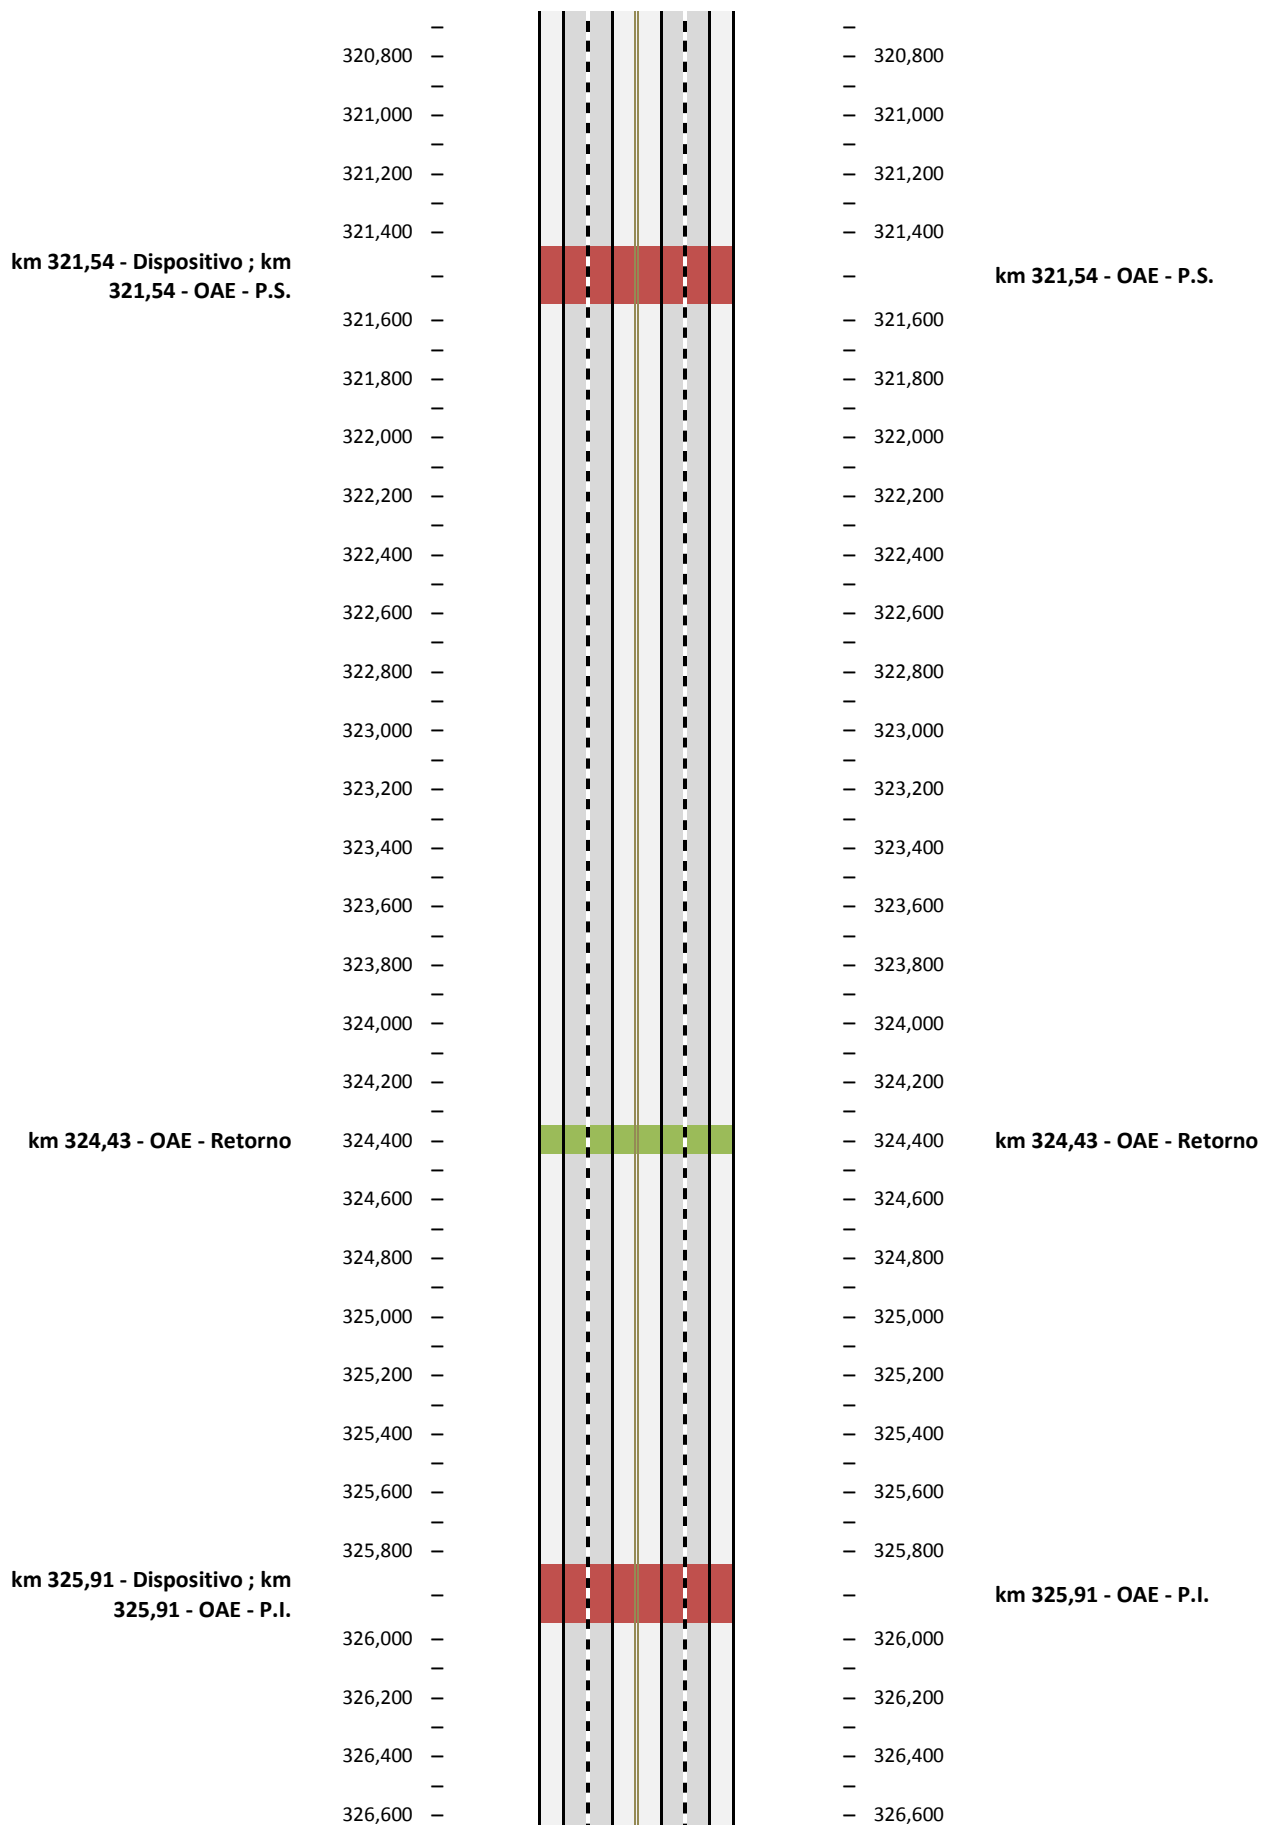 320,800 – – 320,800
321,000 – – 321,000
321,200 – – 321,200
321,400 – – 321,400
km 321,54 - Dispositivo ; km
321,54 - OAE - P.S.
km 321,54 - OAE - P.S.
321,600 – – 321,600
321,800 – – 321,800
322,000 – – 322,000
322,200 – – 322,200
322,400 – – 322,400
322,600 – – 322,600
322,800 – – 322,800
323,000 – – 323,000
323,200 – – 323,200
323,400 – – 323,400
323,600 – – 323,600
323,800 – – 323,800
324,000 – – 324,000
324,200 – – 324,200
km 324,43 - OAE - Retorno 324,400 – – 324,400 km 324,43 - OAE - Retorno
324,600 – – 324,600
324,800 – – 324,800
325,000 – – 325,000
325,200 – – 325,200
325,400 – – 325,400
325,600 – – 325,600
325,800 – – 325,800
km 325,91 - Dispositivo ; km
325,91 - OAE - P.I.
km 325,91 - OAE - P.I.
326,000 – – 326,000
326,200 – – 326,200
326,400 – – 326,400
326,600 – – 326,600